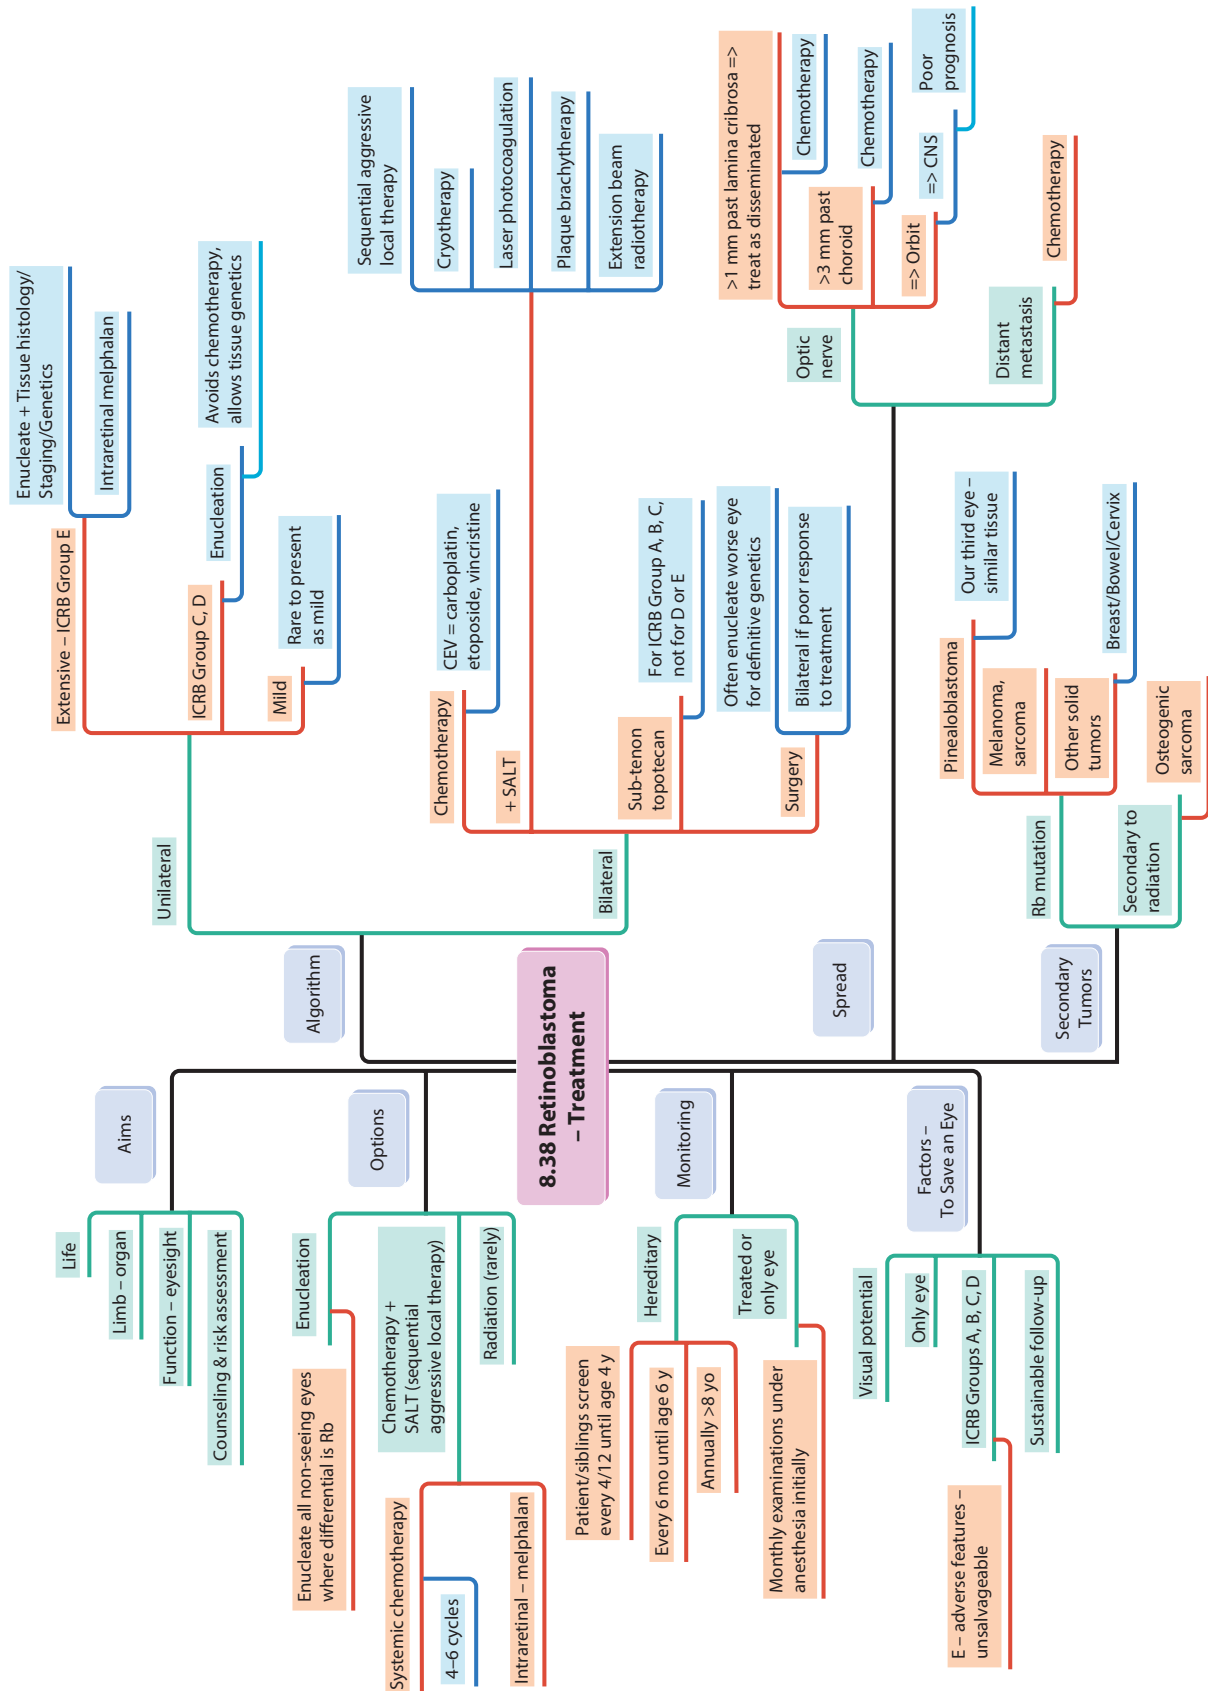 8.38 Retinoblastoma
– Treatment
Aims
Life
Limb – organ
Function – eyesight
Counseling & risk assessment
Options
Enucleation
Enucleate all non-seeing eyes
where differential is Rb
Chemotherapy +
SALT (sequential
aggressive local therapy)
Systemic chemotherapy
4–6 cycles
Intraretinal – melphalan
Radiation (rarely)
Monitoring
Hereditary
Patient/siblings screen
every 4/12 until age 4 y
Every 6 mo until age 6 y
Annually >8 yo
Treated or
only eye
Monthly examinations under
anesthesia initially
Factors –
To Save an Eye
Visual potential
Only eye
ICRB Groups A, B, C, D
E – adverse features –
unsalvageable
Sustainable follow-up
Algorithm
Unilateral
Extensive – ICRB Group E
Enucleate + Tissue histology/
Staging/Genetics
Intraretinal melphalan
ICRB Group C, D
Enucleation
Avoids chemotherapy,
allows tissue genetics
Mild
Rare to present
as mild
Bilateral
Chemotherapy
CEV = carboplatin,
etoposide, vincristine
+ SALT
Sequential aggressive
local therapy
Cryotherapy
Laser photocoagulation
Plaque brachytherapy
Extension beam
radiotherapy
Sub-tenon
topotecan
For ICRB Group A, B, C,
not for D or E
Surgery
Often enucleate worse eye
for definitive genetics
Bilateral if poor response
to treatment
Spread
Optic
nerve
>1 mm past lamina cribrosa =>
treat as disseminated
Chemotherapy
>3 mm past
choroid
Chemotherapy
=> Orbit
=> CNS
Poor
prognosis
Distant
metastasis
Chemotherapy
Secondary
Tumors
Rb mutation
Pinealoblastoma
Our third eye –
similar tissue
Melanoma,
sarcoma
Other solid
tumors
Breast/Bowel/Cervix
Secondary to
radiation
Osteogenic
sarcoma